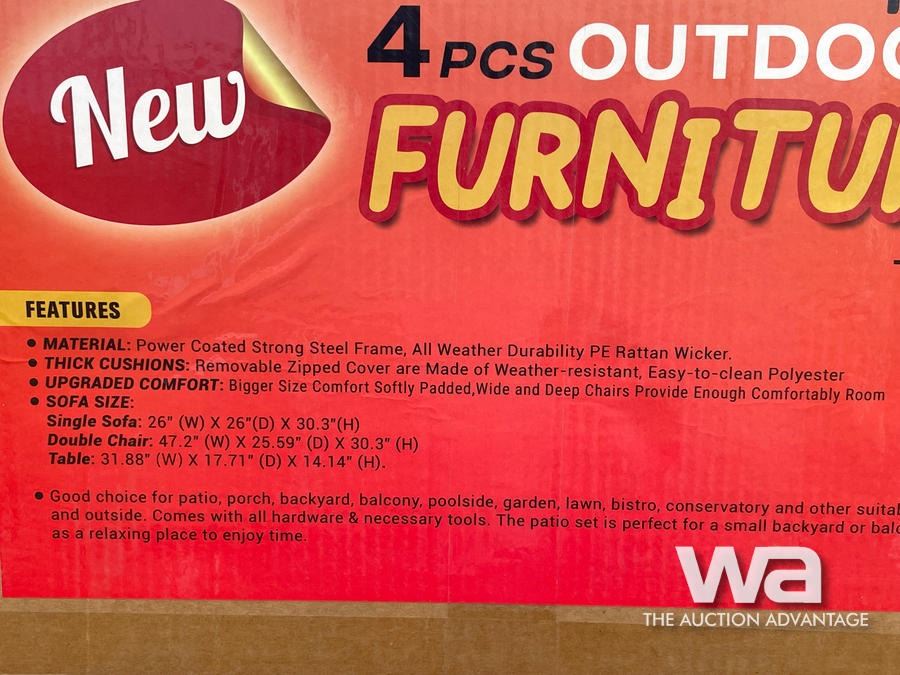 New
4 PCS OUTDOO
FURNITU
FEATURES
• MATERIAL: Power Coated Strong Steel Frame, All Weather Durability PE Rattan Wicker.
• THICK CUSHIONS: Removable Zipped Cover are Made of Weather-resistant, Easy-to-clean Polyester
• UPGRADED COMFORT: Bigger Size Comfort Softly Padded,Wide and Deep Chairs Provide Enough Comfortably Room
• SOFA SIZE:
Single Sofa: 26" (W) X 26"(D) X 30.3"(H)
Double Chair: 47.2" (W) X 25.59" (D) X 30.3" (H)
Table: 31.88" (W) X 17.71" (D) X 14.14" (H).
• Good choice for patio, porch, backyard, balcony, poolside, garden, lawn, bistro, conservatory and other suitab
and outside. Comes with all hardware & necessary tools. The patio set is perfect for a small backyard or balc
as a relaxing place to enjoy time.
wa
THE AUCTION ADVANTAGE